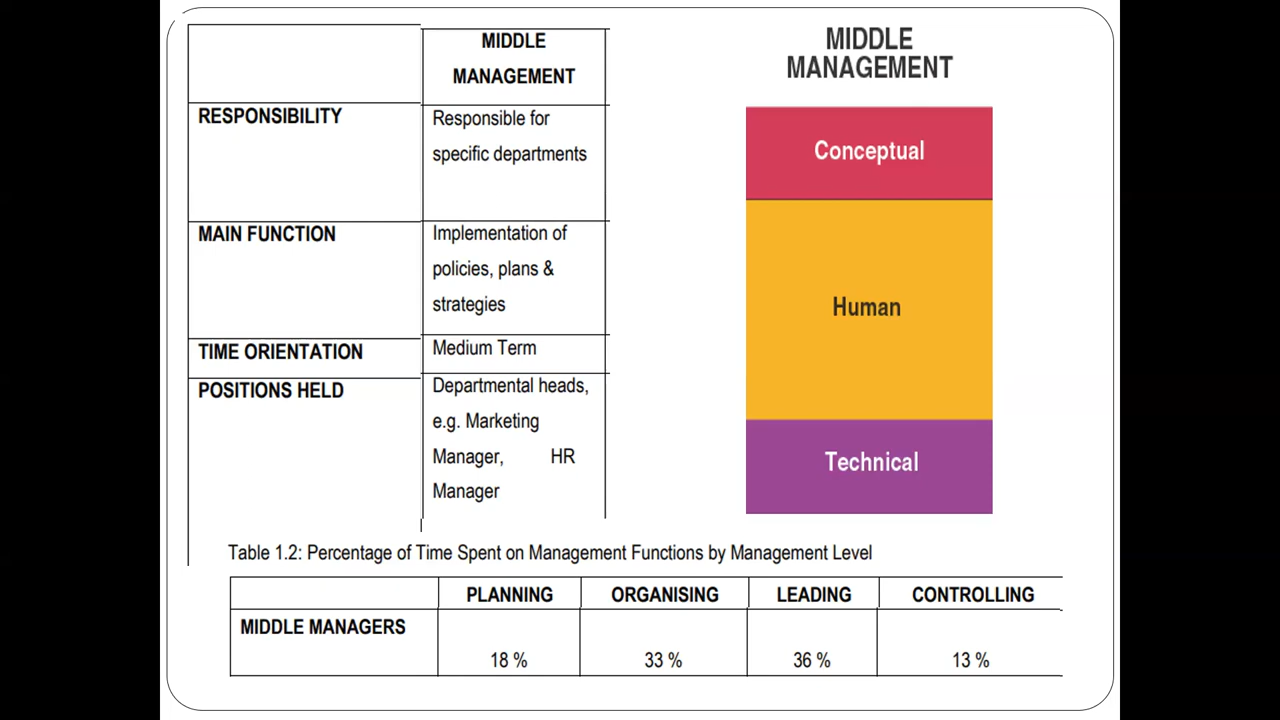 MIDDLE
MANAGEMENT
RESPONSIBILITY
Responsible for
specific departments
MAIN FUNCTION
Implementation of
policies, plans &
strategies
TIME ORIENTATION
Medium Term
POSITIONS HELD
Departmental heads,
e.g. Marketing
Manager, HR
Manager
MIDDLE
MANAGEMENT
Conceptual
Human
Technical
Table 1.2: Percentage of Time Spent on Management Functions by Management Level
PLANNING ORGANISING LEADING CONTROLLING
MIDDLE MANAGERS
18 % 33 % 36 % 13 %